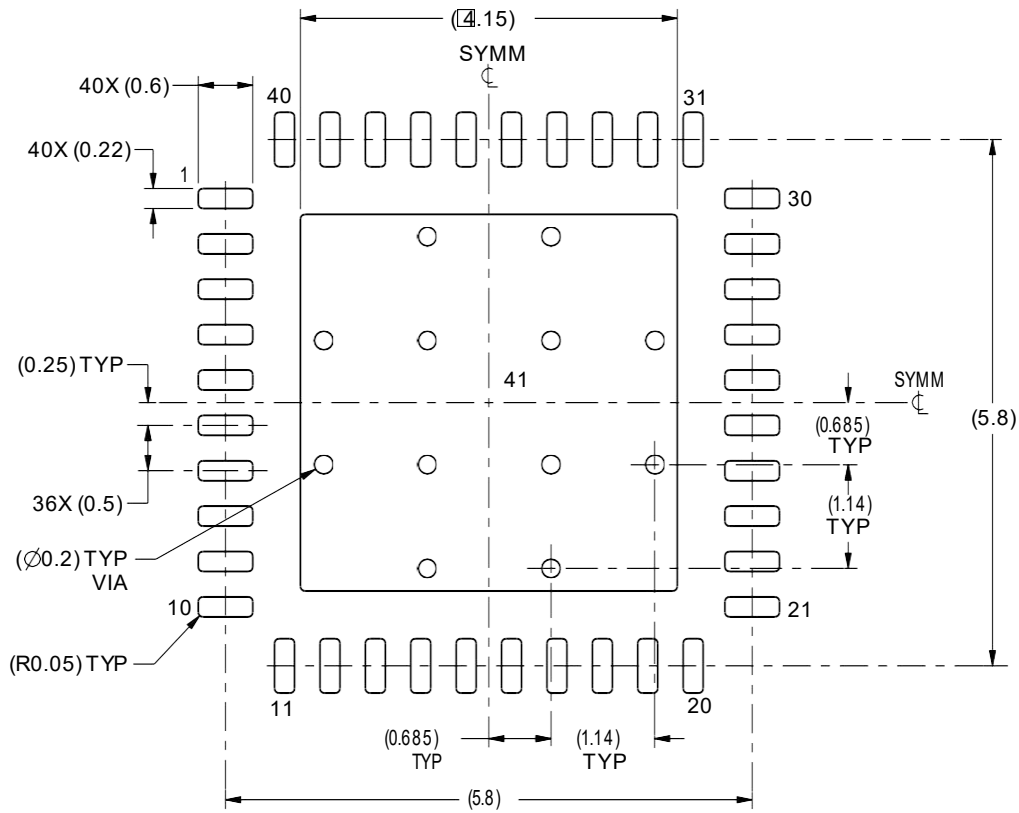 (□4.15)
SYMM
℄
40X (0.6)
40
31
40X (0.22)
1
30
(0.25) TYP
41
SYMM
℄
(0.685)
TYP
(5.8)
36X (0.5)
(1.14)
TYP
(∅0.2) TYP
VIA
10
21
(R0.05) TYP
11
20
(0.685)
TYP
(1.14)
TYP
(5.8)